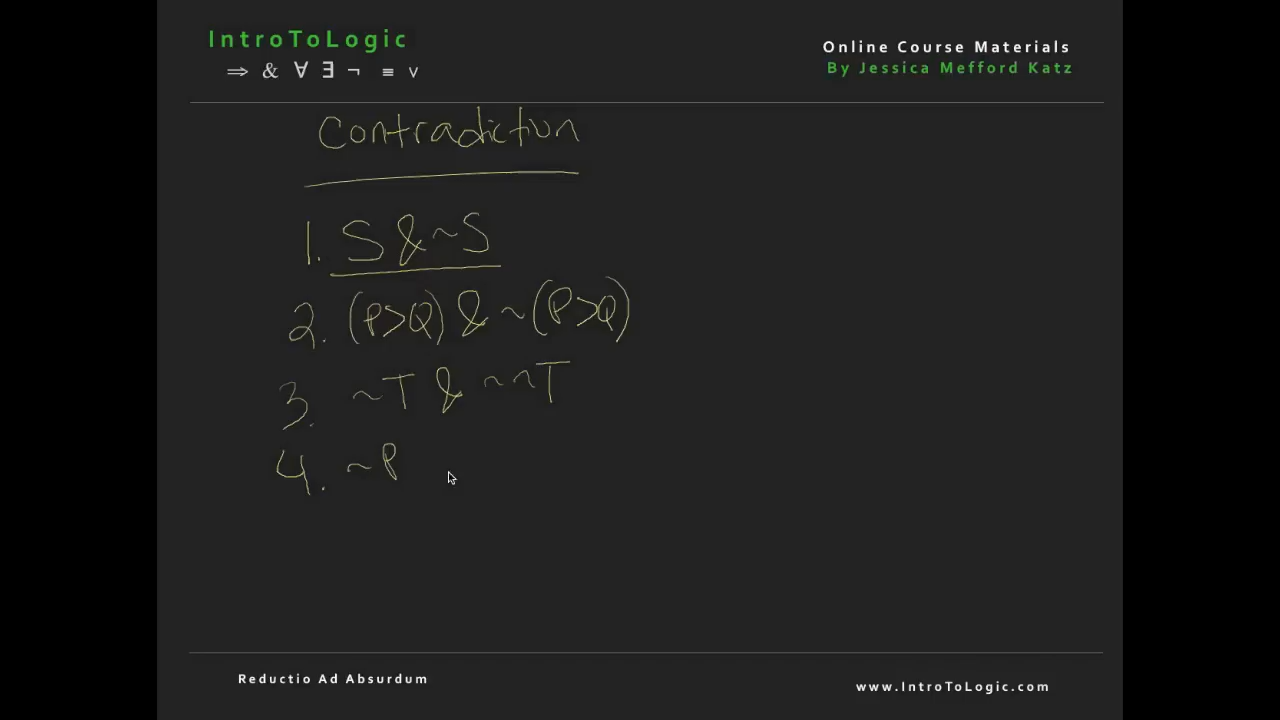 IntroToLogic
⇒ & ∀ ∃ ¬ ≡ v
Online Course Materials
By Jessica Mefford Katz
Contradiction
1. S & ~S
2. (P>Q) & ~(P>Q)
3. ~T & ~~T
4. ~P
Reductio Ad Absurdum
www.IntroToLogic.com